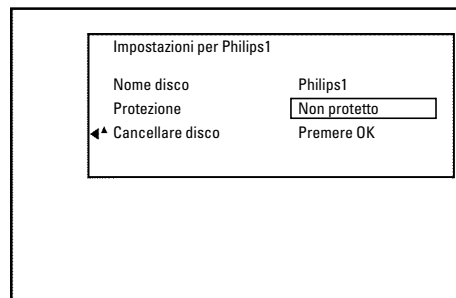 Impostazioni per Philips1
Nome disco Philips1
Protezione Non protetto
Cancellare disco Premere OK